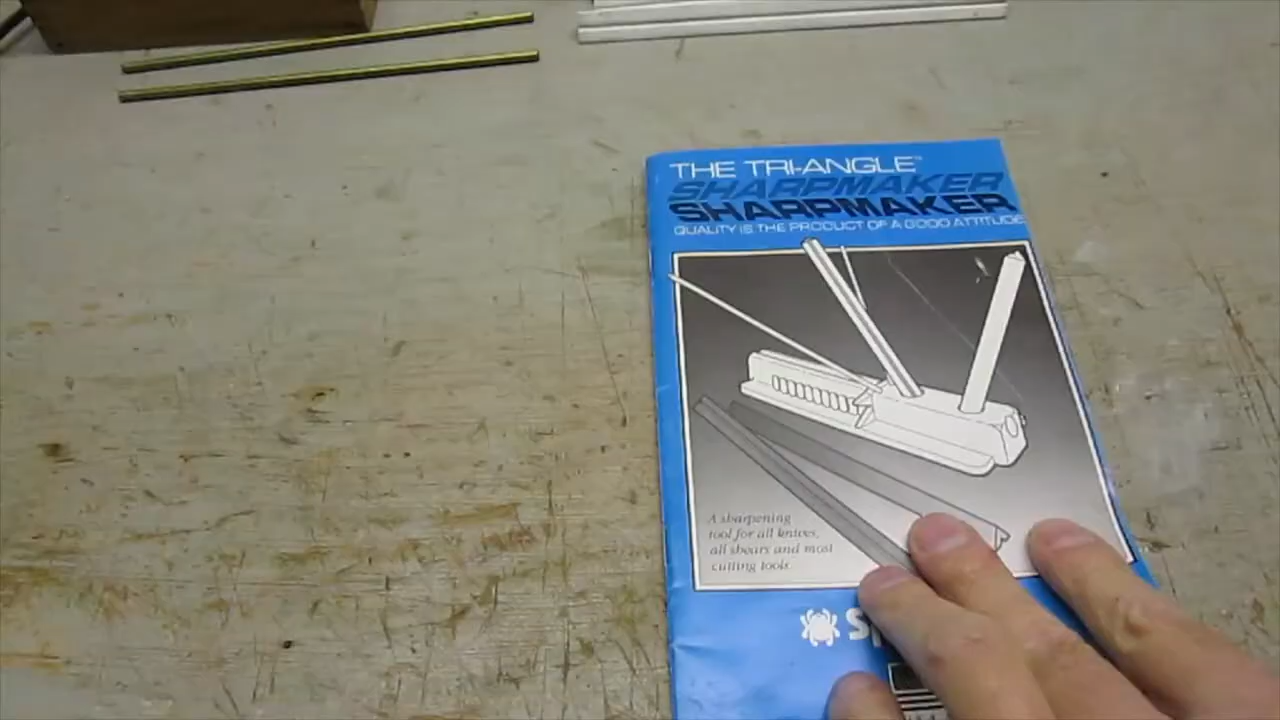 THE TRI-ANGLE™
SHARPMAKER
SHARPMAKER
QUALITY IS THE PRODUCT OF A GOOD ATTITUDE
A sharpening
tool for all knives,
all shears and most
cutting tools.